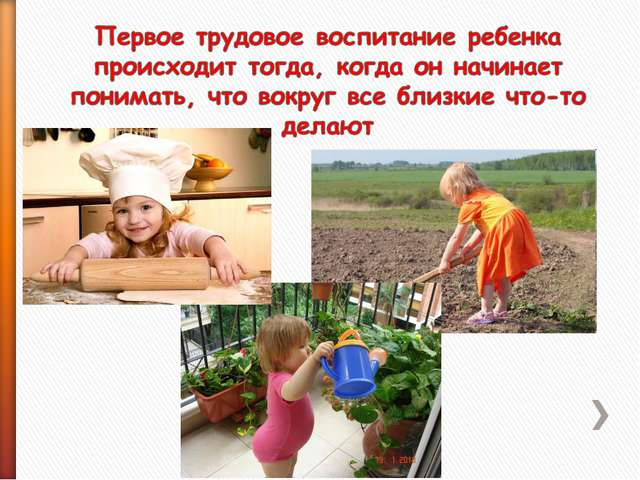 Первое трудовое воспитание ребенка
происходит тогда, когда он начинает
понимать, что вокруг все близкие что-то
делают